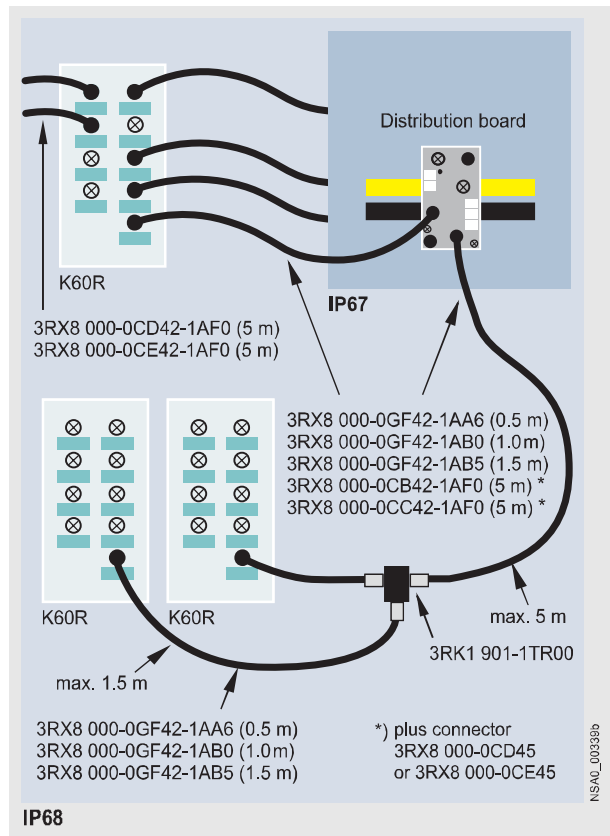 Distribution board
K60R
IP67
3RX8 000-0CD42-1AF0 (5 m)
3RX8 000-0CE42-1AF0 (5 m)
3RX8 000-0GF42-1AA6 (0.5 m)
3RX8 000-0GF42-1AB0 (1.0 m)
3RX8 000-0GF42-1AB5 (1.5 m)
3RX8 000-0CB42-1AF0 (5 m) *
3RX8 000-0CC42-1AF0 (5 m) *
K60R
K60R
max. 5 m
3RK1 901-1TR00
max. 1.5 m
3RX8 000-0GF42-1AA6 (0.5 m)
3RX8 000-0GF42-1AB0 (1.0 m)
3RX8 000-0GF42-1AB5 (1.5 m)
*) plus connector
3RX8 000-0CD45
or 3RX8 000-0CE45
NSA0_00339b
IP68